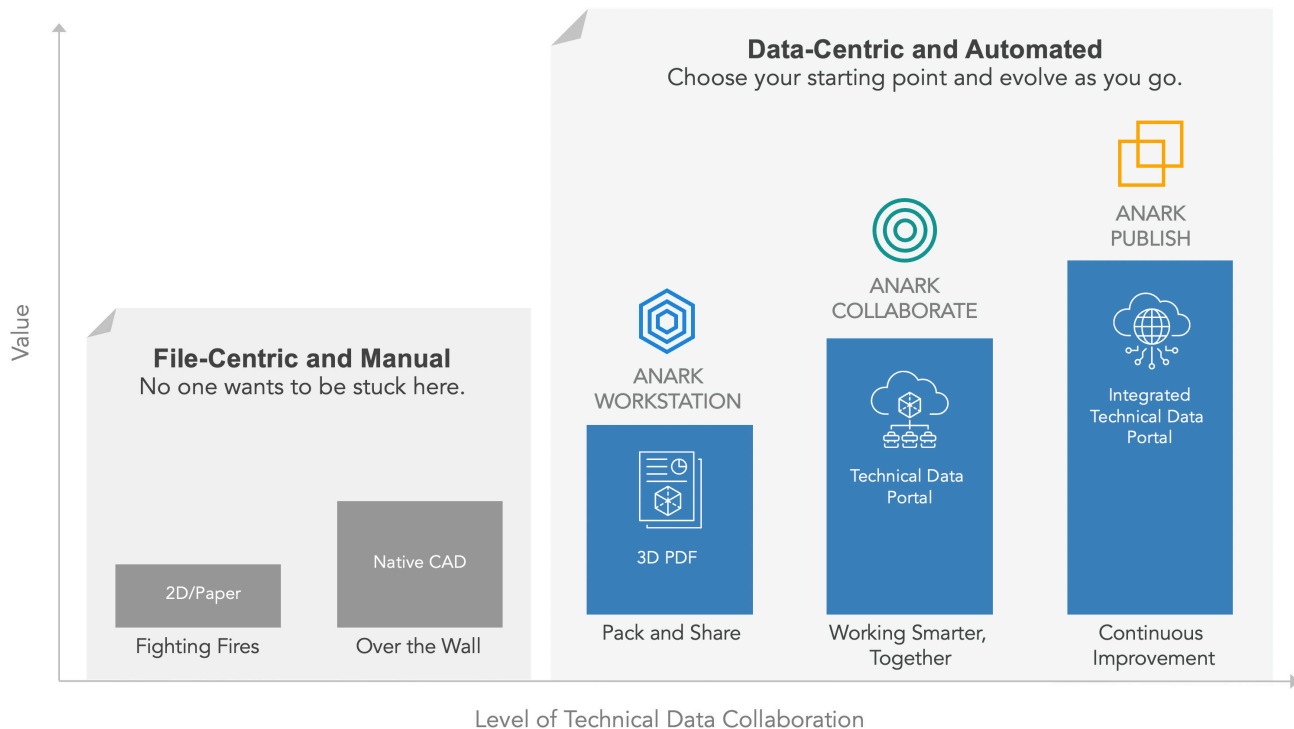 Data-Centric and Automated
Choose your starting point and evolve as you go.
ANARK
PUBLISH
ANARK
COLLABORATE
Value
File-Centric and Manual
No one wants to be stuck here.
ANARK
WORKSTATION
Integrated
Technical Data
Portal
Technical Data
Portal
Native CAD
3D PDF
2D/Paper
Fighting Fires
Over the Wall
Pack and Share
Working Smarter,
Together
Continuous
Improvement
Level of Technical Data Collaboration